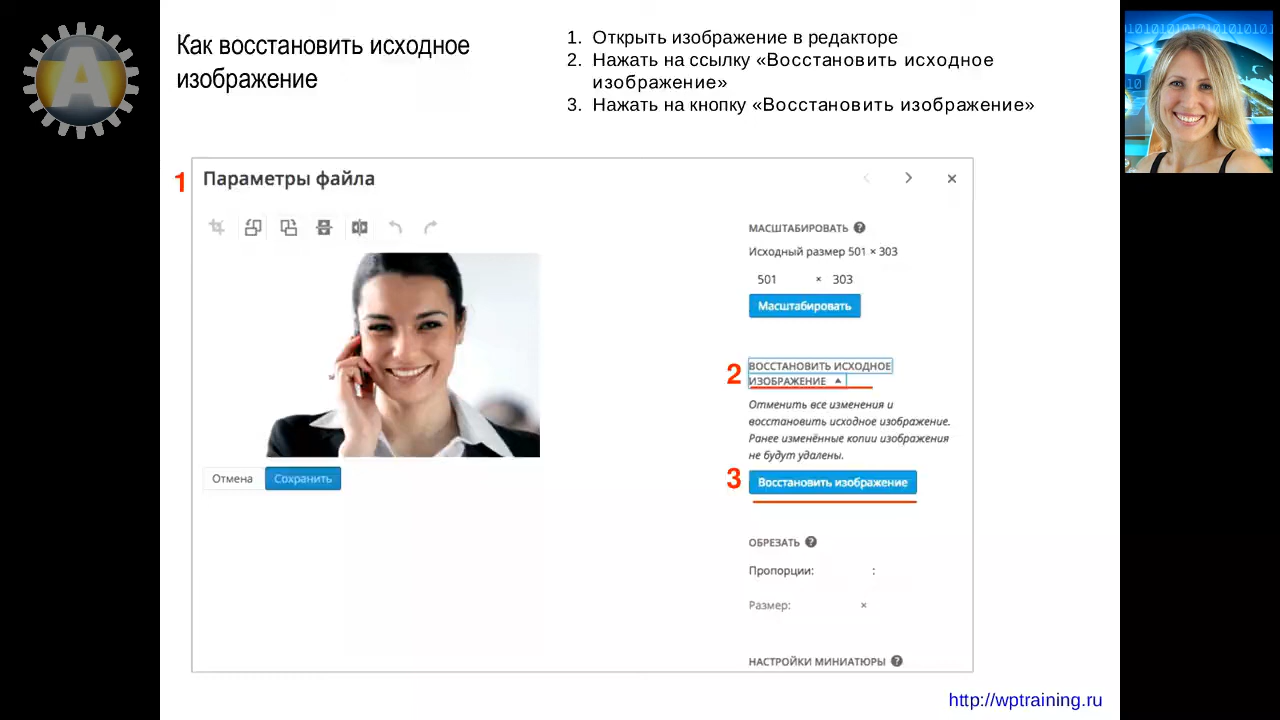 Как восстановить исходное
изображение
1. Открыть изображение в редакторе
2. Нажать на ссылку «Восстановить исходное
изображение»
3. Нажать на кнопку «Восстановить изображение»
A
1
Параметры файла
МАСШТАБИРОВАТЬ ?
Исходный размер 501 × 303
501 × 303
Масштабировать
2
ВОССТАНОВИТЬ ИСХОДНОЕ
ИЗОБРАЖЕНИЕ
Отменить все изменения и
восстановить исходное изображение.
Ранее изменённые копии изображения
не будут удалены.
Отмена
Сохранить
3
Восстановить изображение
ОБРЕЗАТЬ ?
Пропорции: :
Размер: ×
НАСТРОЙКИ МИНИАТЮРЫ ?
http://wptraining.ru